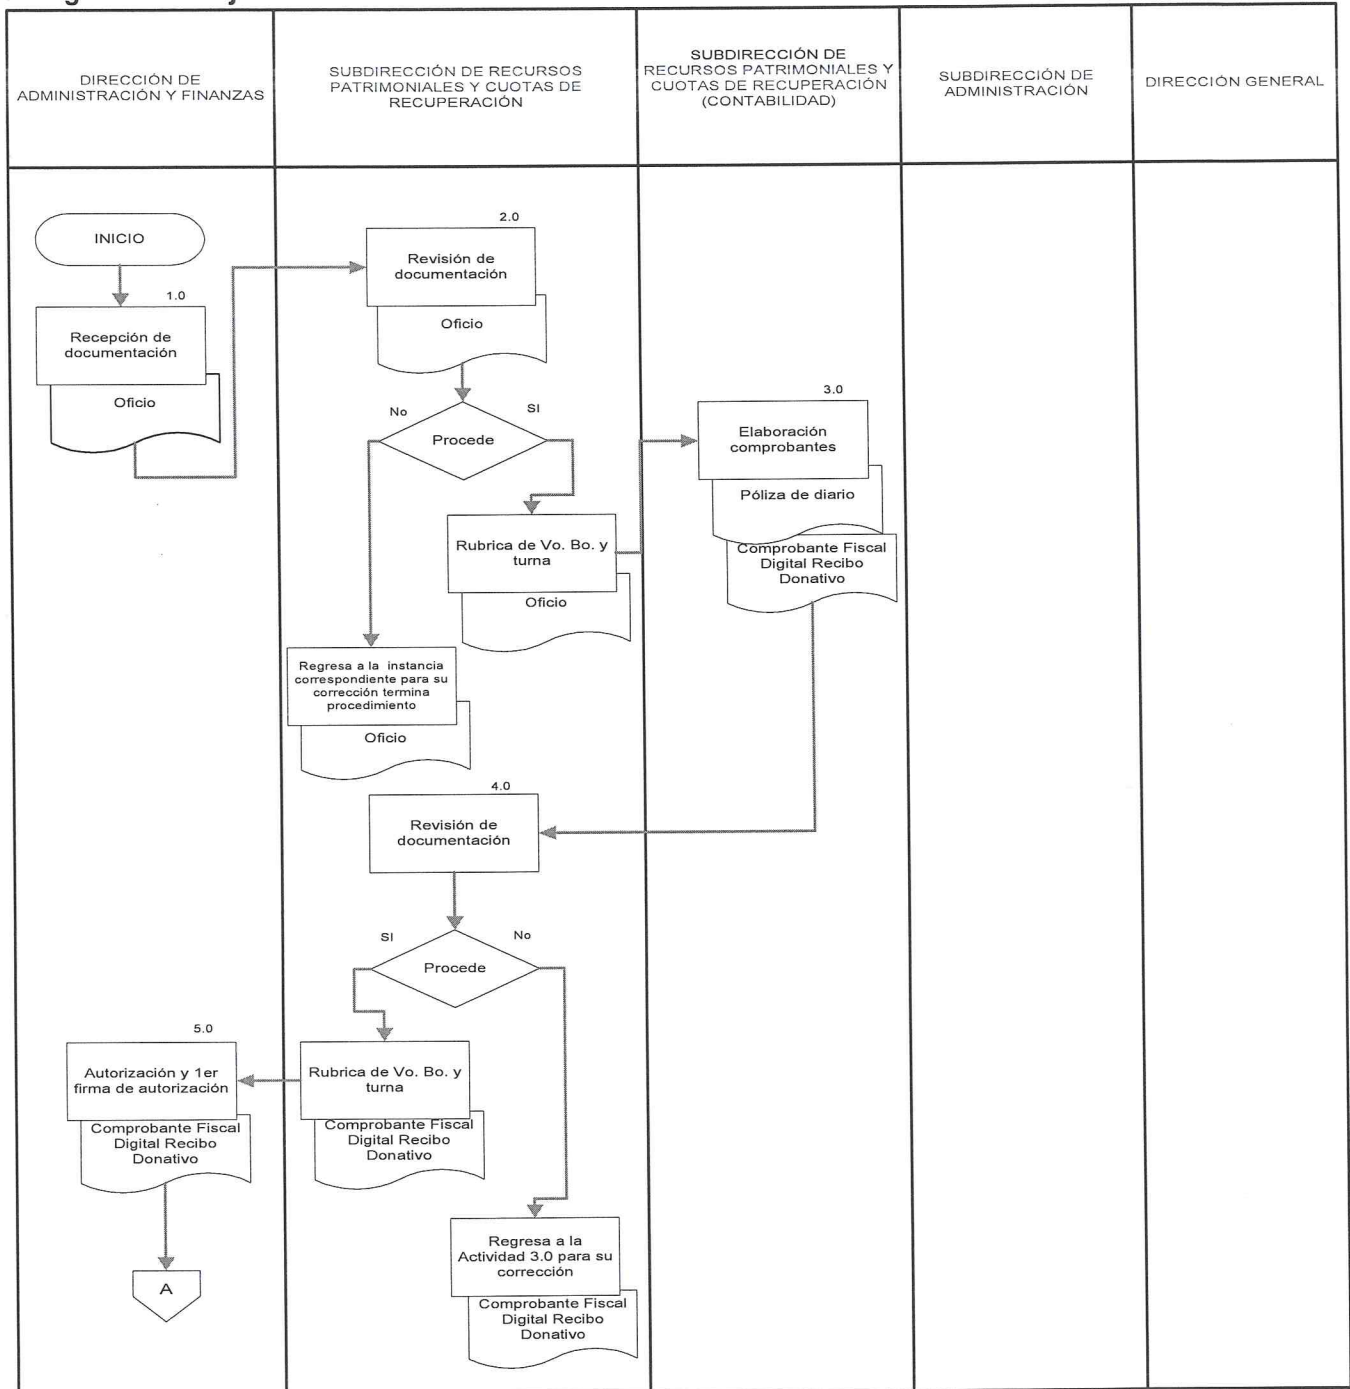 DIRECCIÓN DE
ADMINISTRACIÓN Y FINANZAS
SUBDIRECCIÓN DE RECURSOS
PATRIMONIALES Y CUOTAS DE
RECUPERACIÓN
SUBDIRECCIÓN DE
RECURSOS PATRIMONIALES Y
CUOTAS DE RECUPERACIÓN
(CONTABILIDAD)
SUBDIRECCIÓN DE
ADMINISTRACIÓN
DIRECCIÓN GENERAL
INICIO
1.0
Recepción de
documentación
Oficio
2.0
Revisión de
documentación
Oficio
No
SI
Procede
Rubrica de Vo. Bo. y
turna
Oficio
3.0
Elaboración
comprobantes
Póliza de diario
Comprobante Fiscal
Digital Recibo
Donativo
Regresa a la instancia
correspondiente para su
corrección termina
procedimiento
Oficio
4.0
Revisión de
documentación
SI
No
Procede
Rubrica de Vo. Bo. y
turna
Comprobante Fiscal
Digital Recibo
Donativo
5.0
Autorización y 1er
firma de autorización
Comprobante Fiscal
Digital Recibo
Donativo
A
Regresa a la
Actividad 3.0 para su
corrección
Comprobante Fiscal
Digital Recibo
Donativo